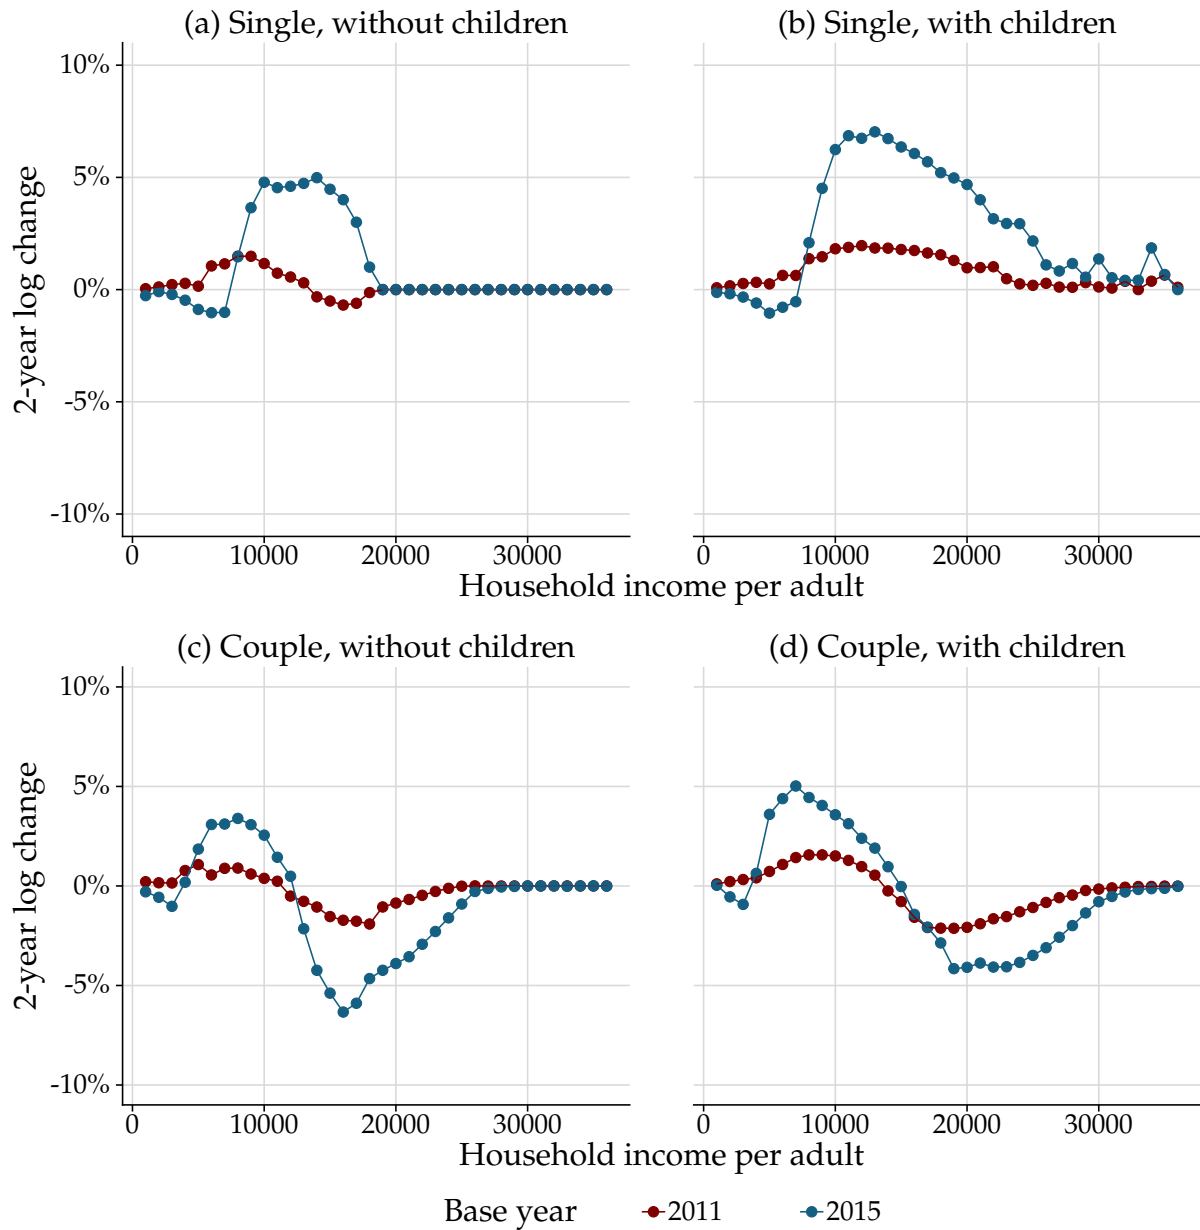 (a) Single, without children
(b) Single, with children
10%
5%
0%
-5%
-10%
2-year log change
0 10000 20000 30000
0 10000 20000 30000
Household income per adult
(c) Couple, without children
(d) Couple, with children
10%
5%
0%
-5%
-10%
2-year log change
0 10000 20000 30000
0 10000 20000 30000
Household income per adult
Base year 2011 2015